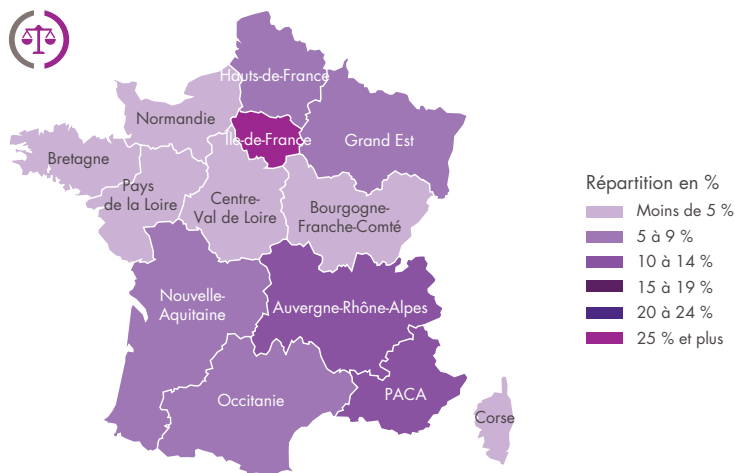 Hauts-de-France
Normandie
Île-de-France
Grand Est
Bretagne
Pays
de la Loire
Centre-
Val de Loire
Bourgogne-
Franche-Comté
Nouvelle-
Aquitaine
Auvergne-Rhône-Alpes
Occitanie
PACA
Corse
Répartition en %
Moins de 5 %
5 à 9 %
10 à 14 %
15 à 19 %
20 à 24 %
25 % et plus